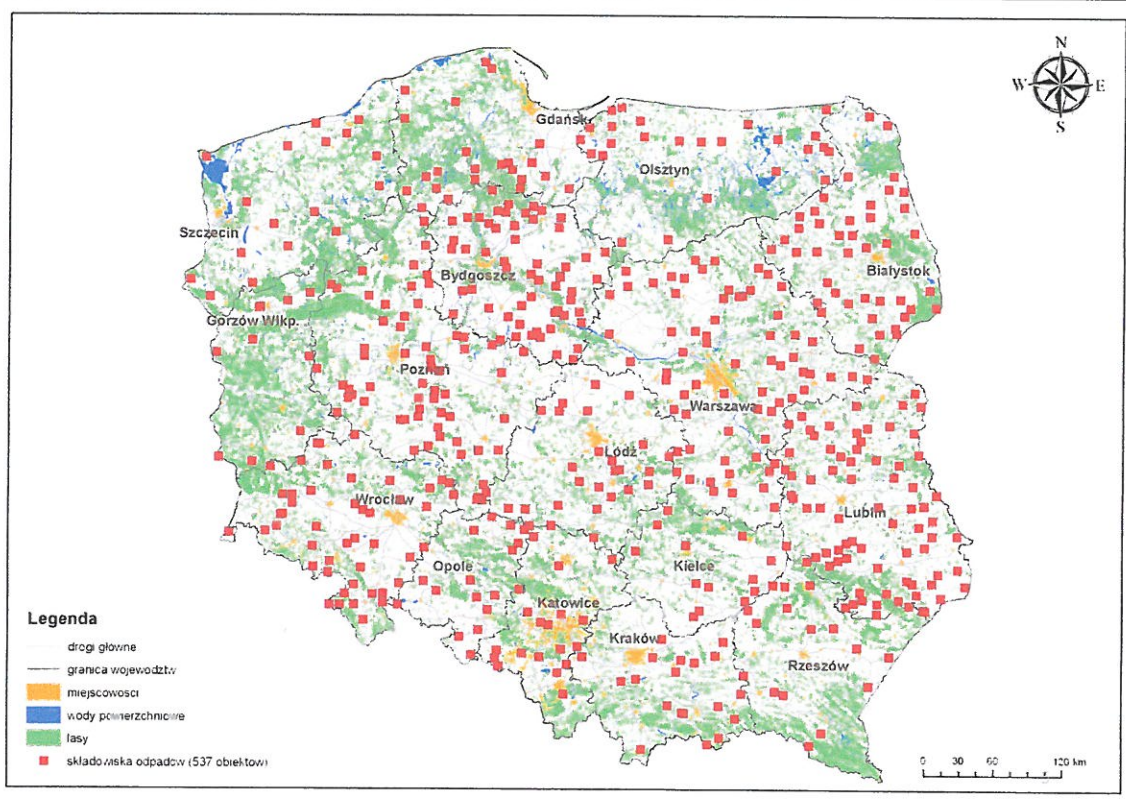 N
W E
S
Gdańsk
Olsztyn
Szczecin
Białystok
Bydgoszcz
Gorzów Wlkp.
Poznań
Warszawa
Łódź
Wrocław
Lublin
Opole
Kielce
Katowice
Kraków
Rzeszów
Legenda
drogi główne
granica województw
miejscowości
wody powierzchniowe
lasy
składowiska odpadów (537 obiektów)
0 30 60 120 km